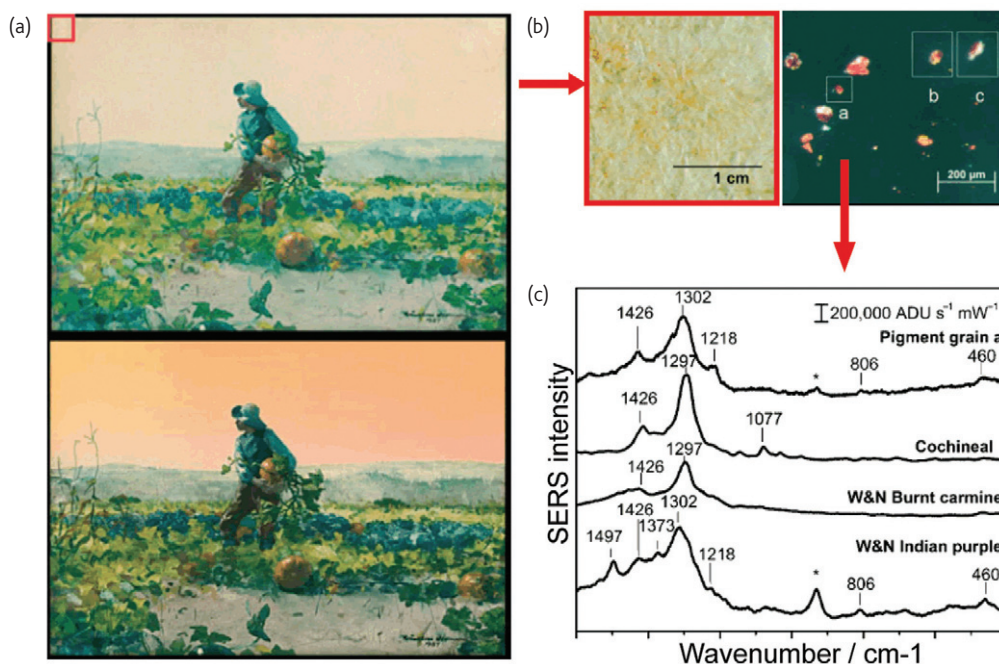 (a)
(b)
1 cm
a
b
c
200 µm
(c)
SERS intensity
200,000 ADU s⁻¹ mW⁻¹
1302
1426
1218
Pigment grain a
*
806
460
1297
1426
1077
Cochineal
1297
1426
W&N Burnt carmine
1302
1426
1373
1497
1218
W&N Indian purple
*
806
460
Wavenumber / cm-1